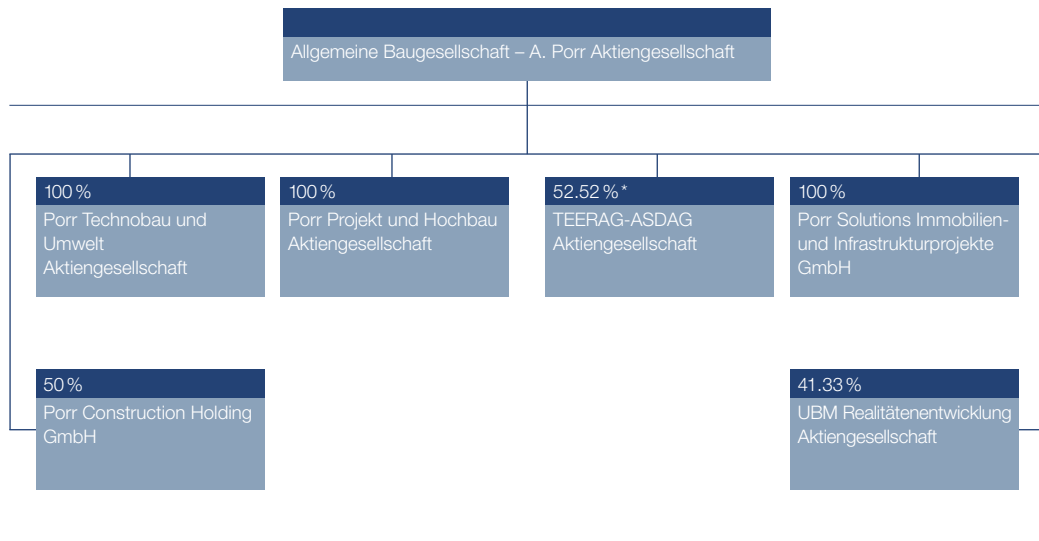 Allgemeine Baugesellschaft – A. Porr Aktiengesellschaft
100 %
Porr Technobau und
Umwelt
Aktiengesellschaft
100 %
Porr Projekt und Hochbau
Aktiengesellschaft
52.52 % *
TEERAG-ASDAG
Aktiengesellschaft
100 %
Porr Solutions Immobilien-
und Infrastrukturprojekte
GmbH
50 %
Porr Construction Holding
GmbH
41.33 %
UBM Realitätenentwicklung
Aktiengesellschaft